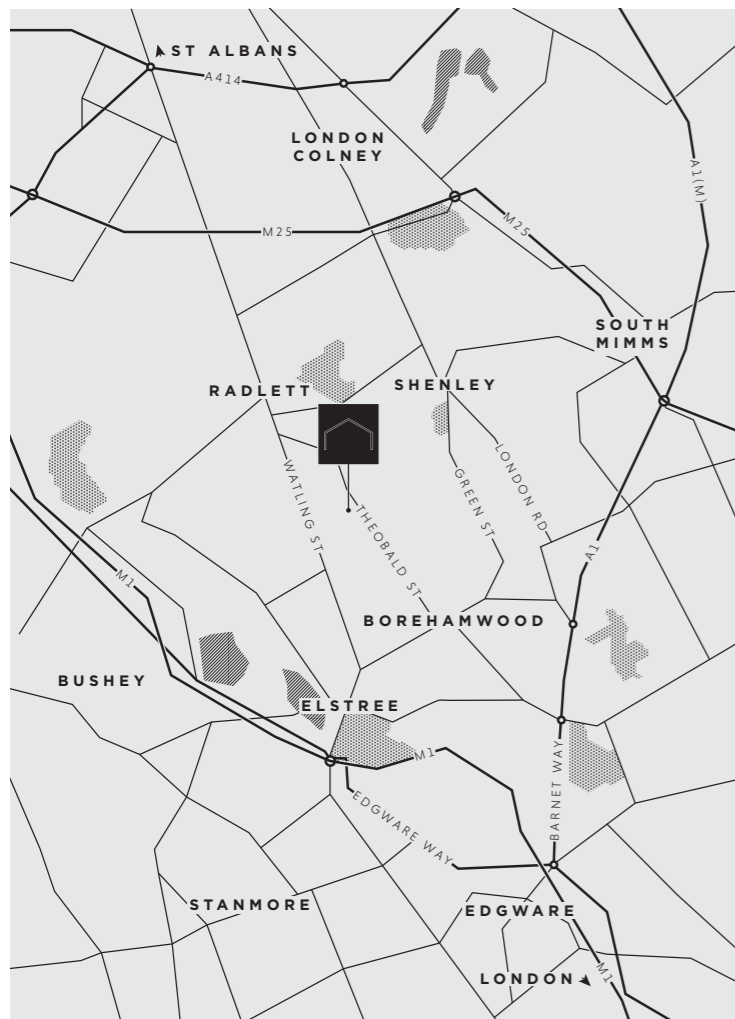 ST ALBANS
A414
LONDON
COLNEY
A1(M)
M25
M25
SOUTH
MIMMS
RADLETT
SHENLEY
WATLING ST
THEOBALD ST
GREEN ST
LONDON RD
A1
M1
BOREHAMWOOD
BUSHEY
ELSTREE
M1
BARNET WAY
EDGWARE WAY
STANMORE
EDGWARE
LONDON
M1